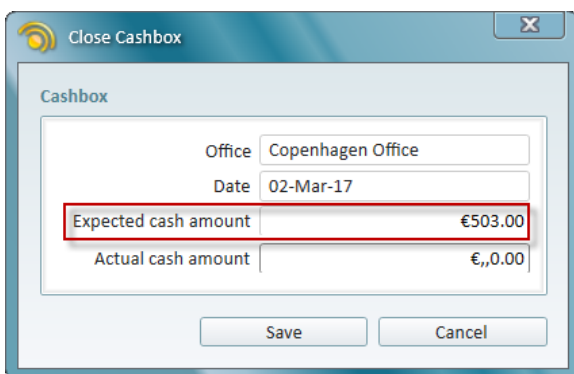 Close Cashbox
Cashbox
Office Copenhagen Office
Date 02-Mar-17
Expected cash amount €503.00
Actual cash amount €,,0.00
Save Cancel